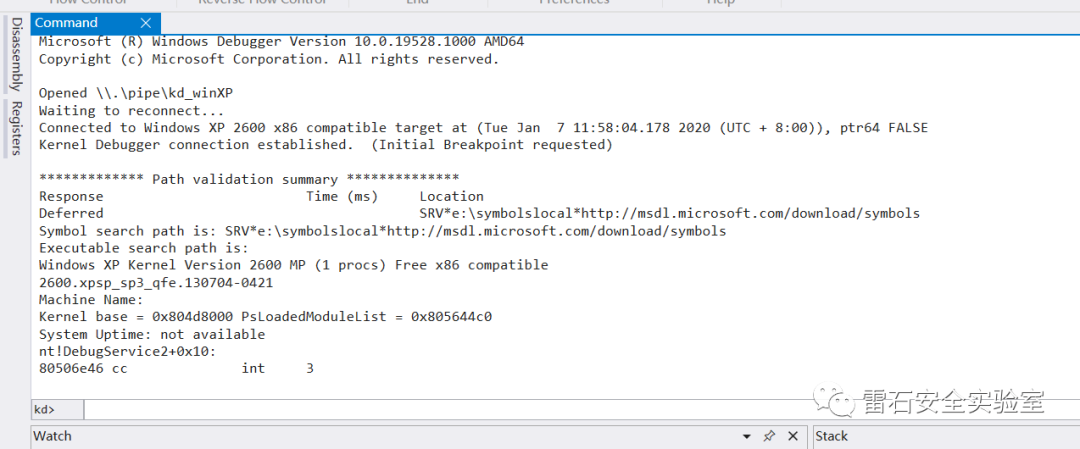 Flow Control Reverse Flow Control End Preferences Help
Disassembly
Registers
Command
Microsoft (R) Windows Debugger Version 10.0.19528.1000 AMD64
Copyright (c) Microsoft Corporation. All rights reserved.
Opened \\.\pipe\kd_winXP
Waiting to reconnect...
Connected to Windows XP 2600 x86 compatible target at (Tue Jan  7 11:58:04.178 2020 (UTC + 8:00)), ptr64 FALSE
Kernel Debugger connection established.  (Initial Breakpoint requested)
************* Path validation summary **************
Response                         Time (ms)     Location
Deferred                                       SRV*e:\symbolslocal*http://msdl.microsoft.com/download/symbols
Symbol search path is: SRV*e:\symbolslocal*http://msdl.microsoft.com/download/symbols
Executable search path is:
Windows XP Kernel Version 2600 MP (1 procs) Free x86 compatible
2600.xpsp_sp3_qfe.130704-0421
Machine Name:
Kernel base = 0x804d8000 PsLoadedModuleList = 0x805644c0
System Uptime: not available
nt!DebugService2+0x10:
80506e46 cc              int     3
kd>
雷石安全实验室
Watch
Stack